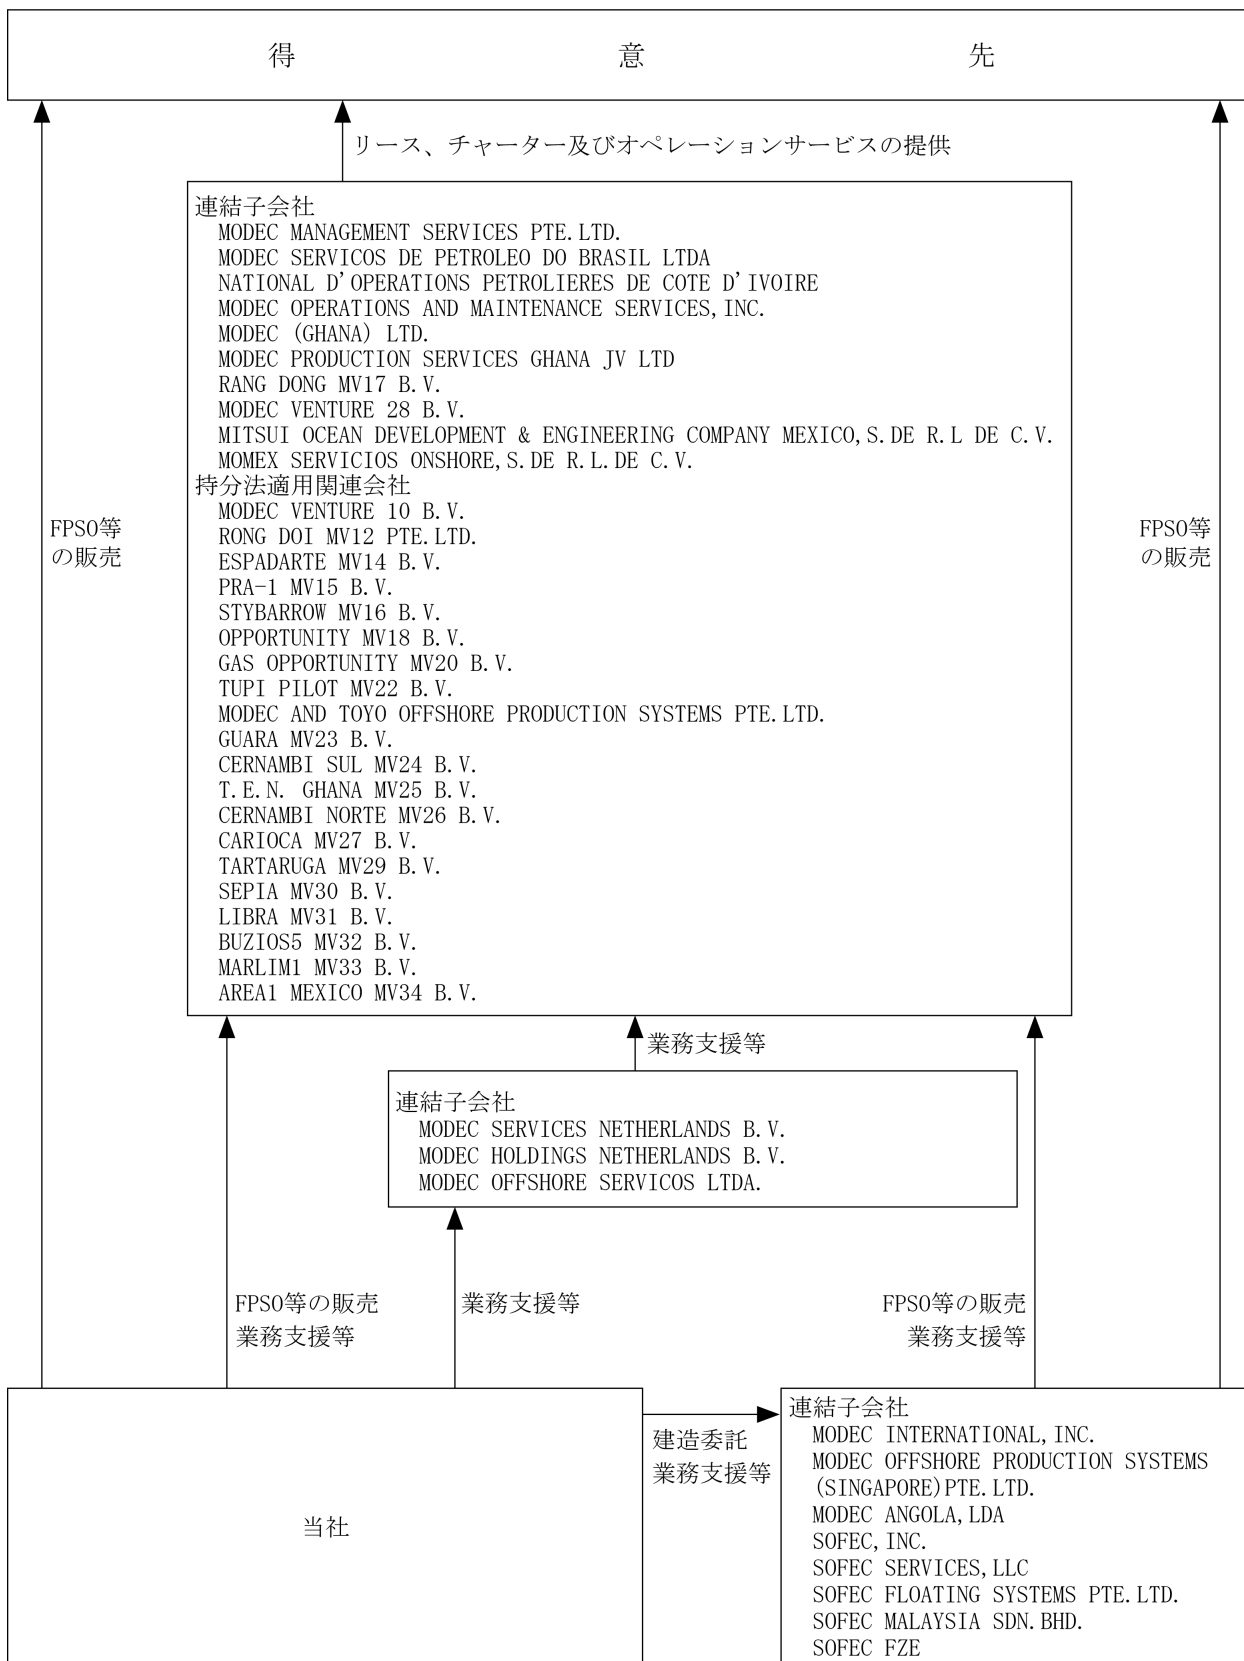 得意先
リース、チャーター及びオペレーションサービスの提供
連結子会社
MODEC MANAGEMENT SERVICES PTE.LTD.
MODEC SERVICOS DE PETROLEO DO BRASIL LTDA
NATIONAL D'OPERATIONS PETROLIERES DE COTE D'IVOIRE
MODEC OPERATIONS AND MAINTENANCE SERVICES,INC.
MODEC (GHANA) LTD.
MODEC PRODUCTION SERVICES GHANA JV LTD
RANG DONG MV17 B.V.
MODEC VENTURE 28 B.V.
MITSUI OCEAN DEVELOPMENT & ENGINEERING COMPANY MEXICO,S.DE R.L DE C.V.
MOMEX SERVICIOS ONSHORE,S.DE R.L.DE C.V.
持分法適用関連会社
MODEC VENTURE 10 B.V.
RONG DOI MV12 PTE.LTD.
ESPADARTE MV14 B.V.
PRA-1 MV15 B.V.
STYBARROW MV16 B.V.
OPPORTUNITY MV18 B.V.
GAS OPPORTUNITY MV20 B.V.
TUPI PILOT MV22 B.V.
MODEC AND TOYO OFFSHORE PRODUCTION SYSTEMS PTE.LTD.
GUARA MV23 B.V.
CERNAMBI SUL MV24 B.V.
T.E.N. GHANA MV25 B.V.
CERNAMBI NORTE MV26 B.V.
CARIOCA MV27 B.V.
TARTARUGA MV29 B.V.
SEPIA MV30 B.V.
LIBRA MV31 B.V.
BUZIOS5 MV32 B.V.
MARLIM1 MV33 B.V.
AREA1 MEXICO MV34 B.V.
FPSO等
の販売
FPSO等
の販売
業務支援等
連結子会社
MODEC SERVICES NETHERLANDS B.V.
MODEC HOLDINGS NETHERLANDS B.V.
MODEC OFFSHORE SERVICOS LTDA.
FPSO等の販売
業務支援等
業務支援等
FPSO等の販売
業務支援等
当社
建造委託
業務支援等
連結子会社
MODEC INTERNATIONAL,INC.
MODEC OFFSHORE PRODUCTION SYSTEMS
(SINGAPORE)PTE.LTD.
MODEC ANGOLA,LDA
SOFEC,INC.
SOFEC SERVICES,LLC
SOFEC FLOATING SYSTEMS PTE.LTD.
SOFEC MALAYSIA SDN.BHD.
SOFEC FZE